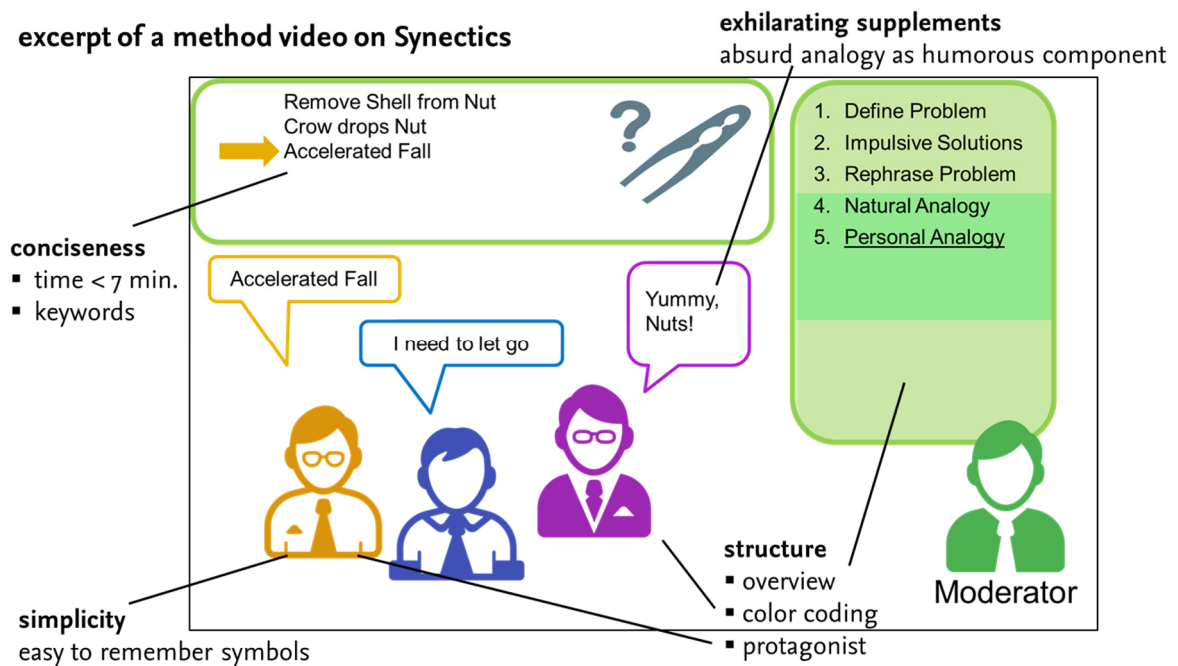 excerpt of a method video on Synectics
exhilarating supplements
absurd analogy as humorous component
Remove Shell from Nut
Crow drops Nut
Accelerated Fall
?
1. Define Problem
2. Impulsive Solutions
3. Rephrase Problem
4. Natural Analogy
5. Personal Analogy
conciseness
▪ time < 7 min.
▪ keywords
Accelerated Fall
I need to let go
Yummy,
Nuts!
structure
▪ overview
▪ color coding
▪ protagonist
Moderator
simplicity
easy to remember symbols